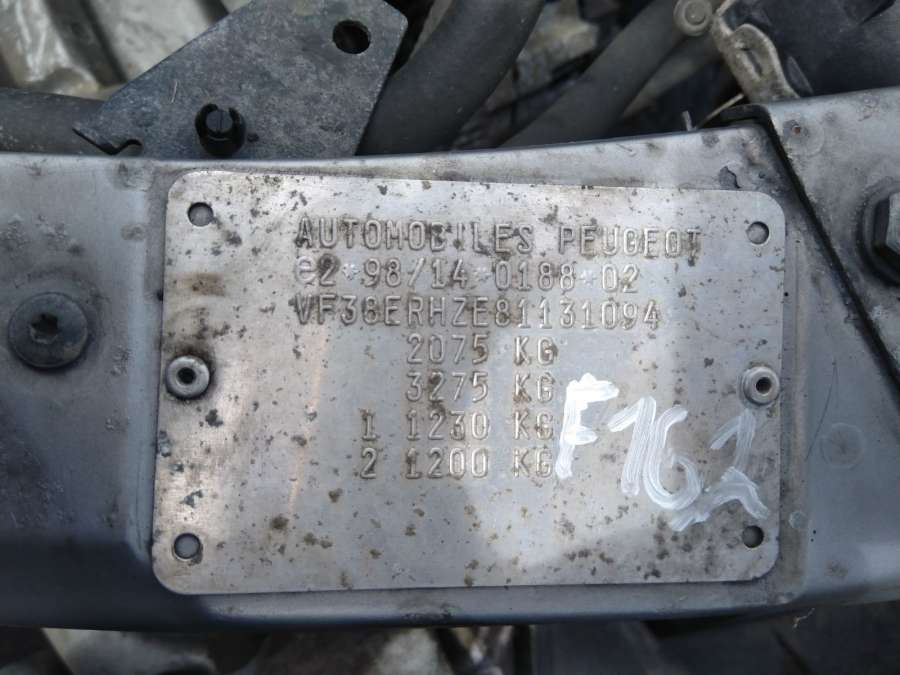 AUTOMOBILES PEUGEOT
e2*98/14*0188*02
VF38ERHZE81131094
2075 KG
3275 KG
1 1230 KG
2 1200 KG
F162